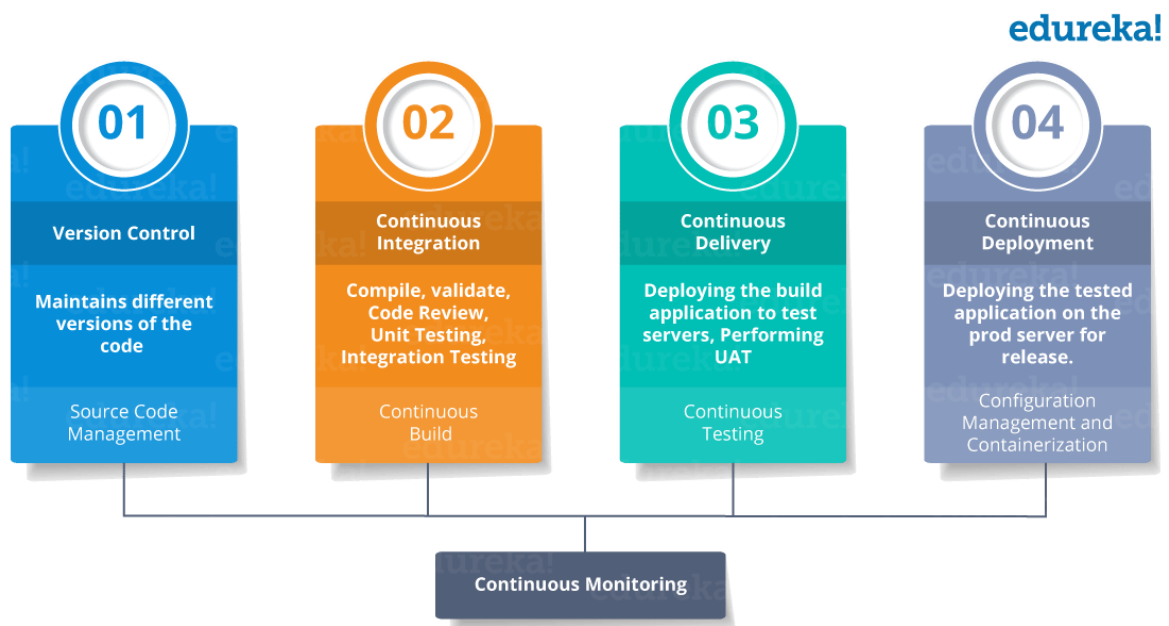 edureka!
01
Version Control
Maintains different
versions of the
code
Source Code
Management
02
Continuous
Integration
Compile, validate,
Code Review,
Unit Testing,
Integration Testing
Continuous
Build
03
Continuous
Delivery
Deploying the build
application to test
servers, Performing
UAT
Continuous
Testing
04
Continuous
Deployment
Deploying the tested
application on the
prod server for
release.
Configuration
Management and
Containerization
Continuous Monitoring